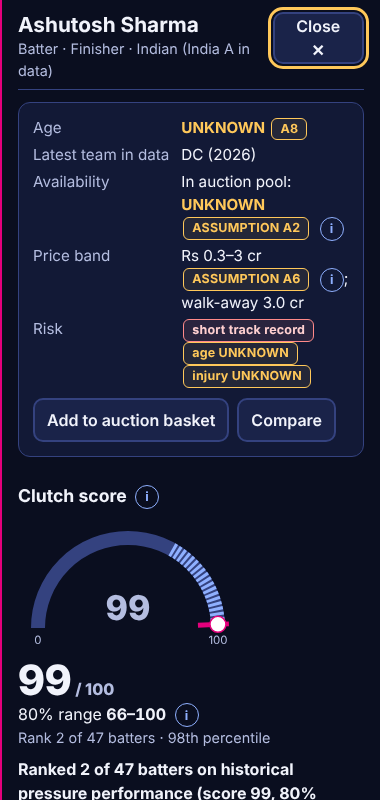 Ashutosh Sharma
Batter · Finisher · Indian (India A in
data)
Close
×
Age UNKNOWN A8
Latest team in data DC (2026)
Availability In auction pool:
UNKNOWN
ASSUMPTION A2 i
Price band Rs 0.3–3 cr
ASSUMPTION A6 i;
walk-away 3.0 cr
Risk short track record
age UNKNOWN
injury UNKNOWN
Add to auction basket Compare
Clutch score i
99
0 100
99 / 100
80% range 66–100 i
Rank 2 of 47 batters · 98th percentile
Ranked 2 of 47 batters on historical
pressure performance (score 99, 80%